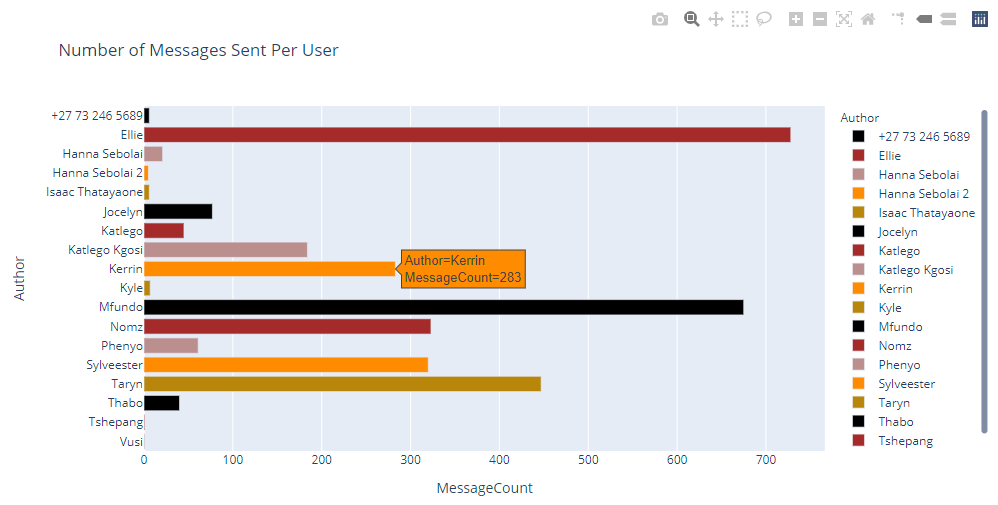 Number of Messages Sent Per User
Author
+27 73 246 5689
Ellie
Hanna Sebolai
Hanna Sebolai 2
Isaac Thatayaone
Jocelyn
Katlego
Katlego Kgosi
Kerrin
Kyle
Mfundo
Nomz
Phenyo
Sylveester
Taryn
Thabo
Tshepang
Vusi
Author=Kerrin
MessageCount=283
0 100 200 300 400 500 600 700
MessageCount
Author
+27 73 246 5689
Ellie
Hanna Sebolai
Hanna Sebolai 2
Isaac Thatayaone
Jocelyn
Katlego
Katlego Kgosi
Kerrin
Kyle
Mfundo
Nomz
Phenyo
Sylveester
Taryn
Thabo
Tshepang